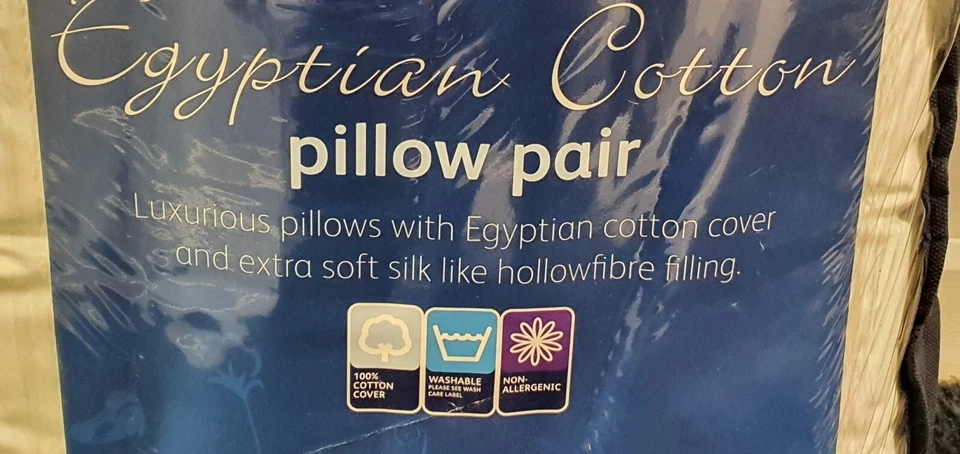 Egyptian Cotton
pillow pair
Luxurious pillows with Egyptian cotton cover
and extra soft silk like hollowfibre filling.
100%
COTTON
COVER
WASHABLE
PLEASE SEE WASH
CARE LABEL
NON-
ALLERGENIC